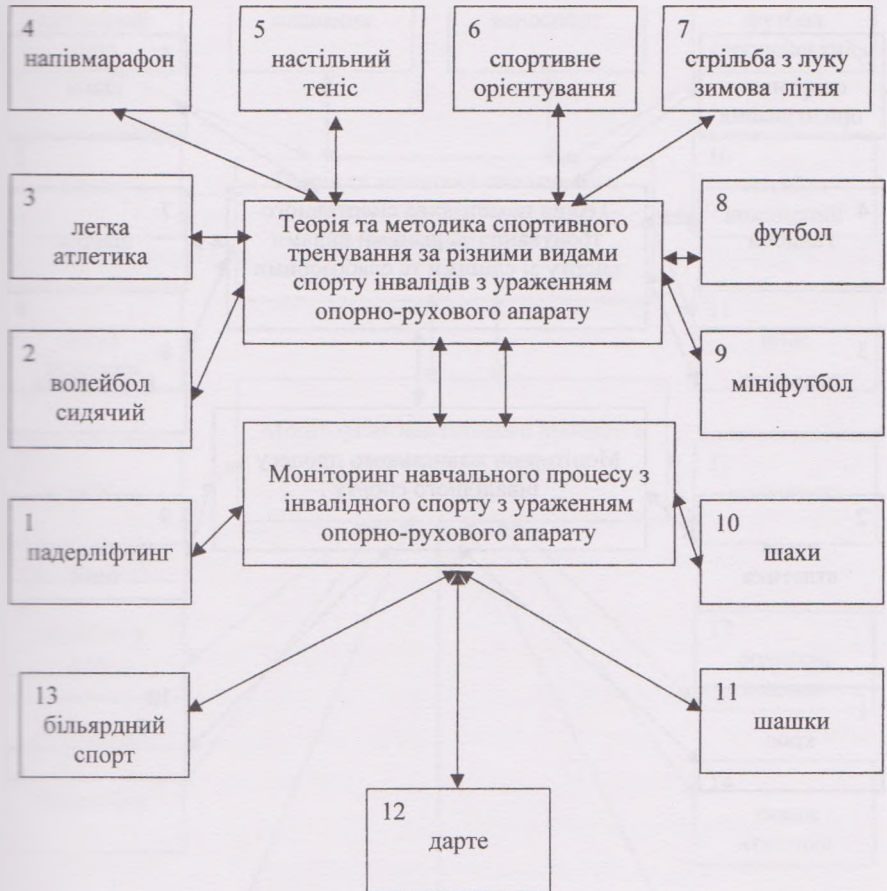 4
напівмарафон
5
настільний
теніс
6
спортивне
орієнтування
7
стрільба з луку
зимова літня
3
легка
атлетика
Теорія та методика спортивного
тренування за різними видами
спорту інвалідів з ураженням
опорно-рухового апарату
8
футбол
2
волейбол
сидячий
9
мініфутбол
1
падерліфтинг
Моніторинг навчального процесу з
інвалідного спорту з ураженням
опорно-рухового апарату
10
шахи
13
більярдний
спорт
11
шашки
12
дарте